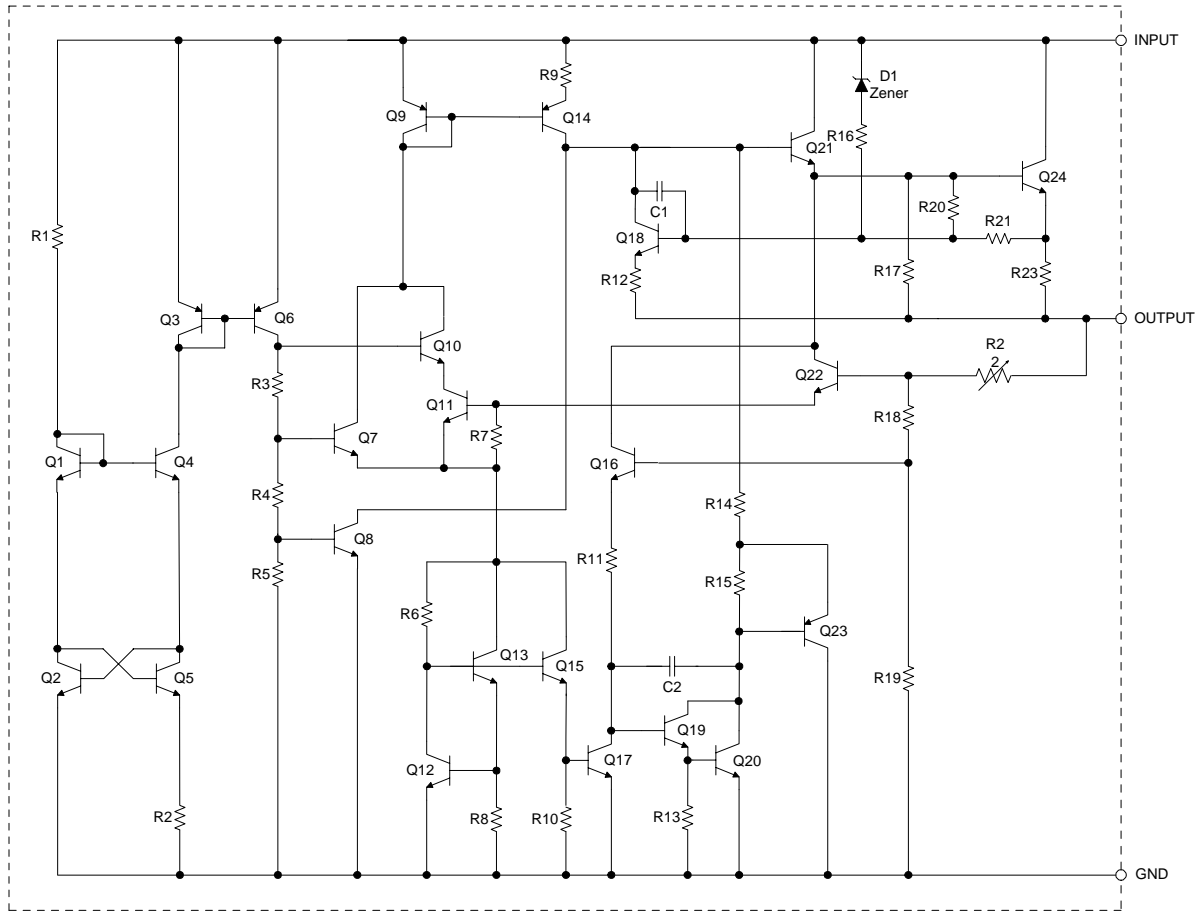 INPUT
R9
D1
Zener
Q9
Q14
R16
Q21
Q24
C1
R20
R21
R1
Q18
R17
R23
R12
Q3
Q6
OUTPUT
Q10
R2
2
Q22
R3
Q11
R18
R7
Q7
Q1
Q4
Q16
R4
R14
Q8
R11
R5
R15
R6
Q23
Q13
Q15
Q2
Q5
C2
R19
Q19
Q12
Q17
Q20
R2
R8
R10
R13
GND